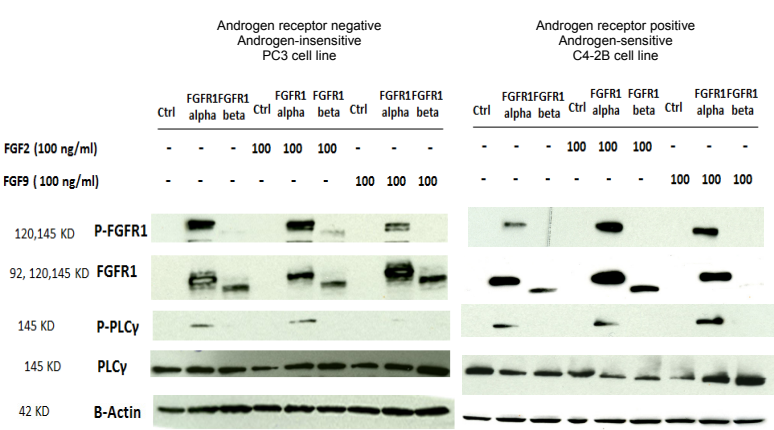 Androgen receptor negative
Androgen-insensitive
PC3 cell line
Androgen receptor positive
Androgen-sensitive
C4-2B cell line
Ctrl FGFR1 alpha FGFR1 beta Ctrl FGFR1 alpha FGFR1 beta Ctrl FGFR1 alpha FGFR1 beta
Ctrl FGFR1 alpha FGFR1 beta Ctrl FGFR1 alpha FGFR1 beta Ctrl FGFR1 alpha FGFR1 beta
FGF2 (100 ng/ml) - - - 100 100 100 - - - - - - 100 100 100 - - -
FGF9 ( 100 ng/ml) - - - - - - 100 100 100 - - - - - - 100 100 100
120,145 KD P-FGFR1
92, 120,145 KD FGFR1
145 KD P-PLCγ
145 KD PLCγ
42 KD B-Actin